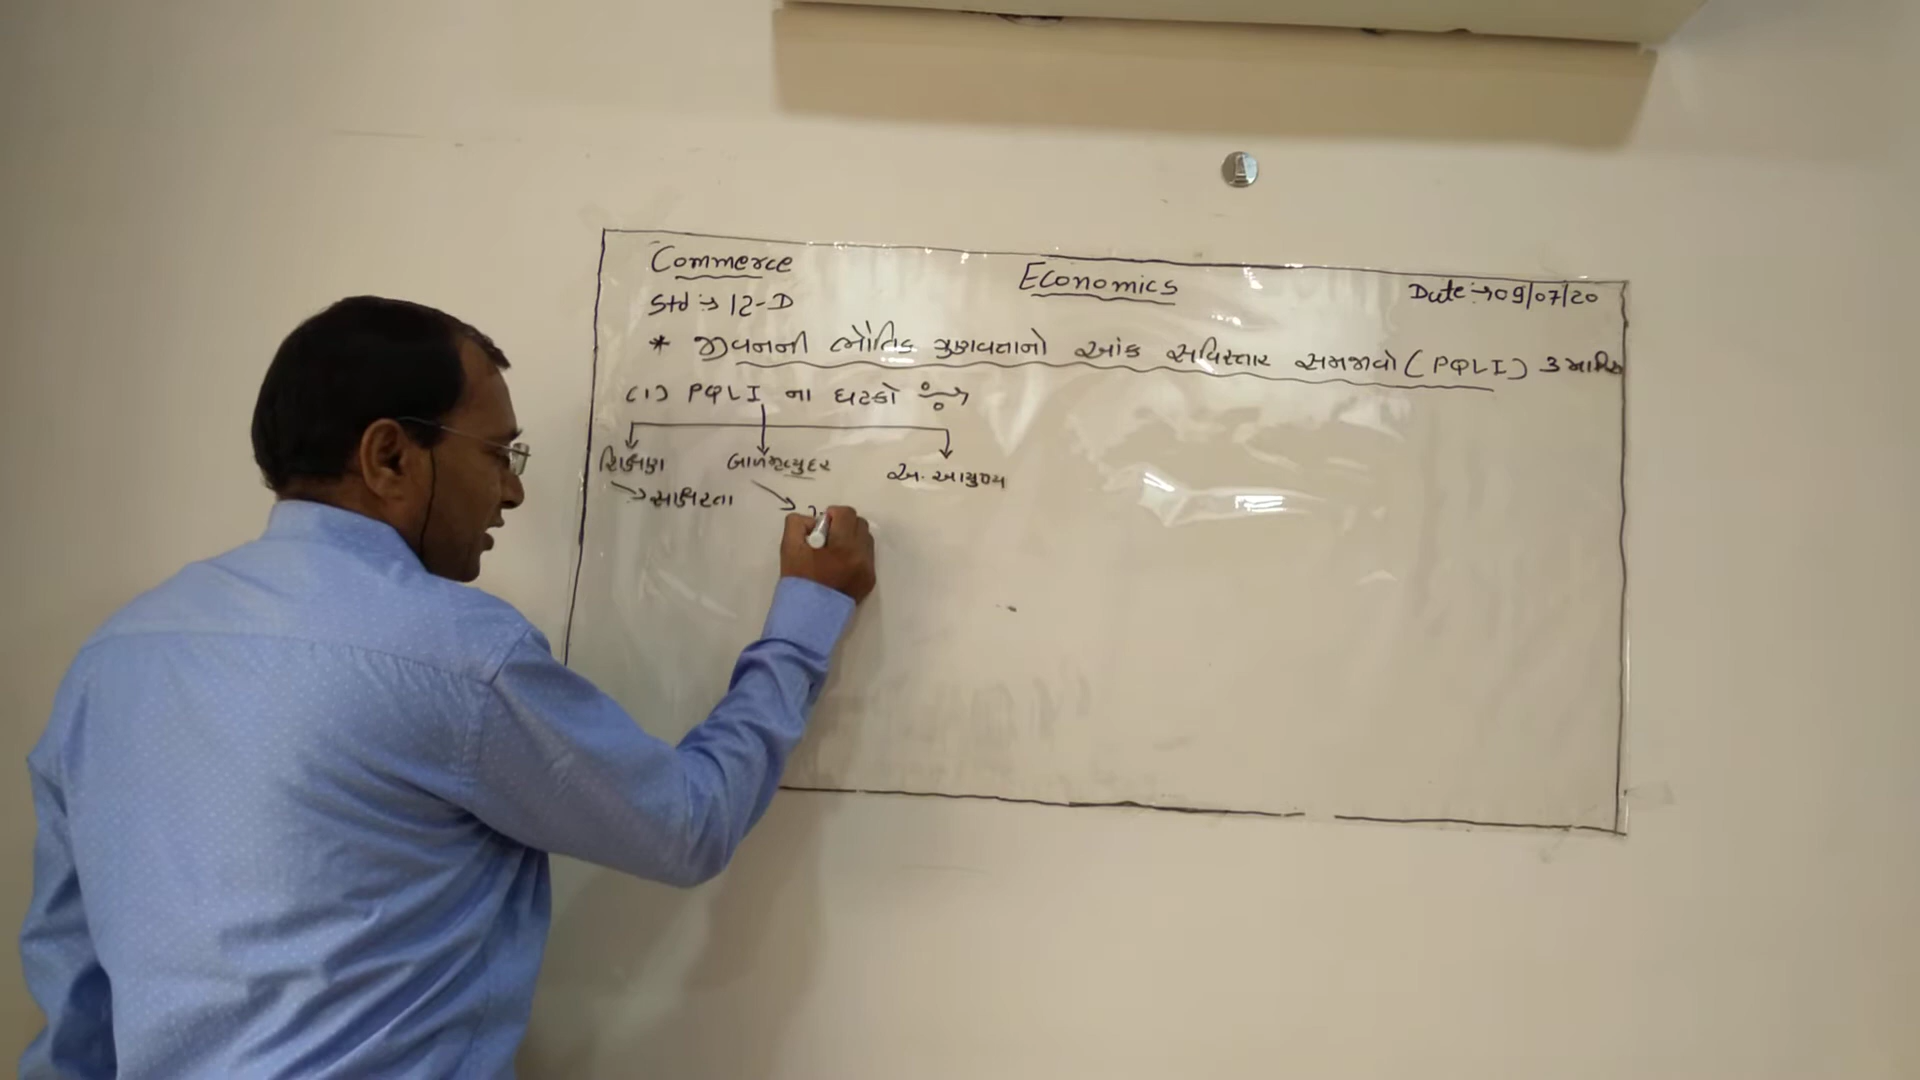 Commerce
Economics
Date :→ 09/07/20
Std :→ 12-D
* જીવનની ભૌતિક ગુણવત્તાનો આંક સવિસ્તાર સમજાવો (PQLI)
(1) PQLI ના ઘટકો
શિક્ષણ બાળમૃત્યુદર અ. આયુષ્ય
→ સાક્ષરતા